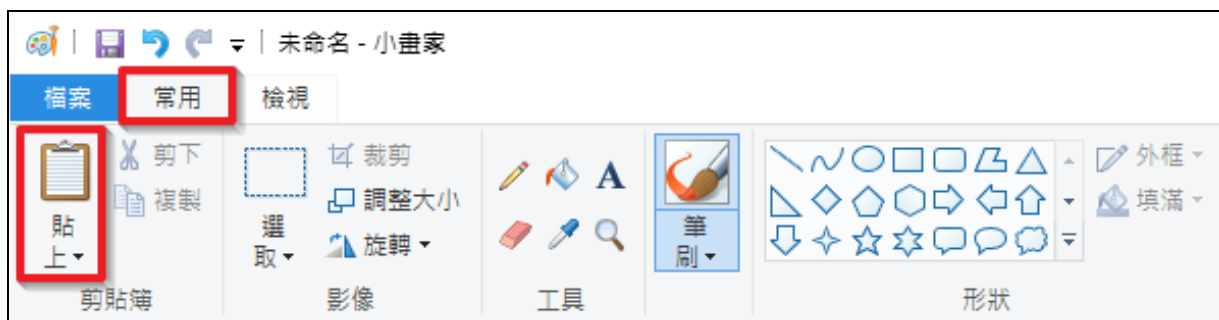 未命名 - 小畫家
檔案 常用 檢視
貼上
剪下
複製
剪貼簿
選取
裁剪
調整大小
旋轉
影像
A
工具
筆刷
外框
填滿
形狀